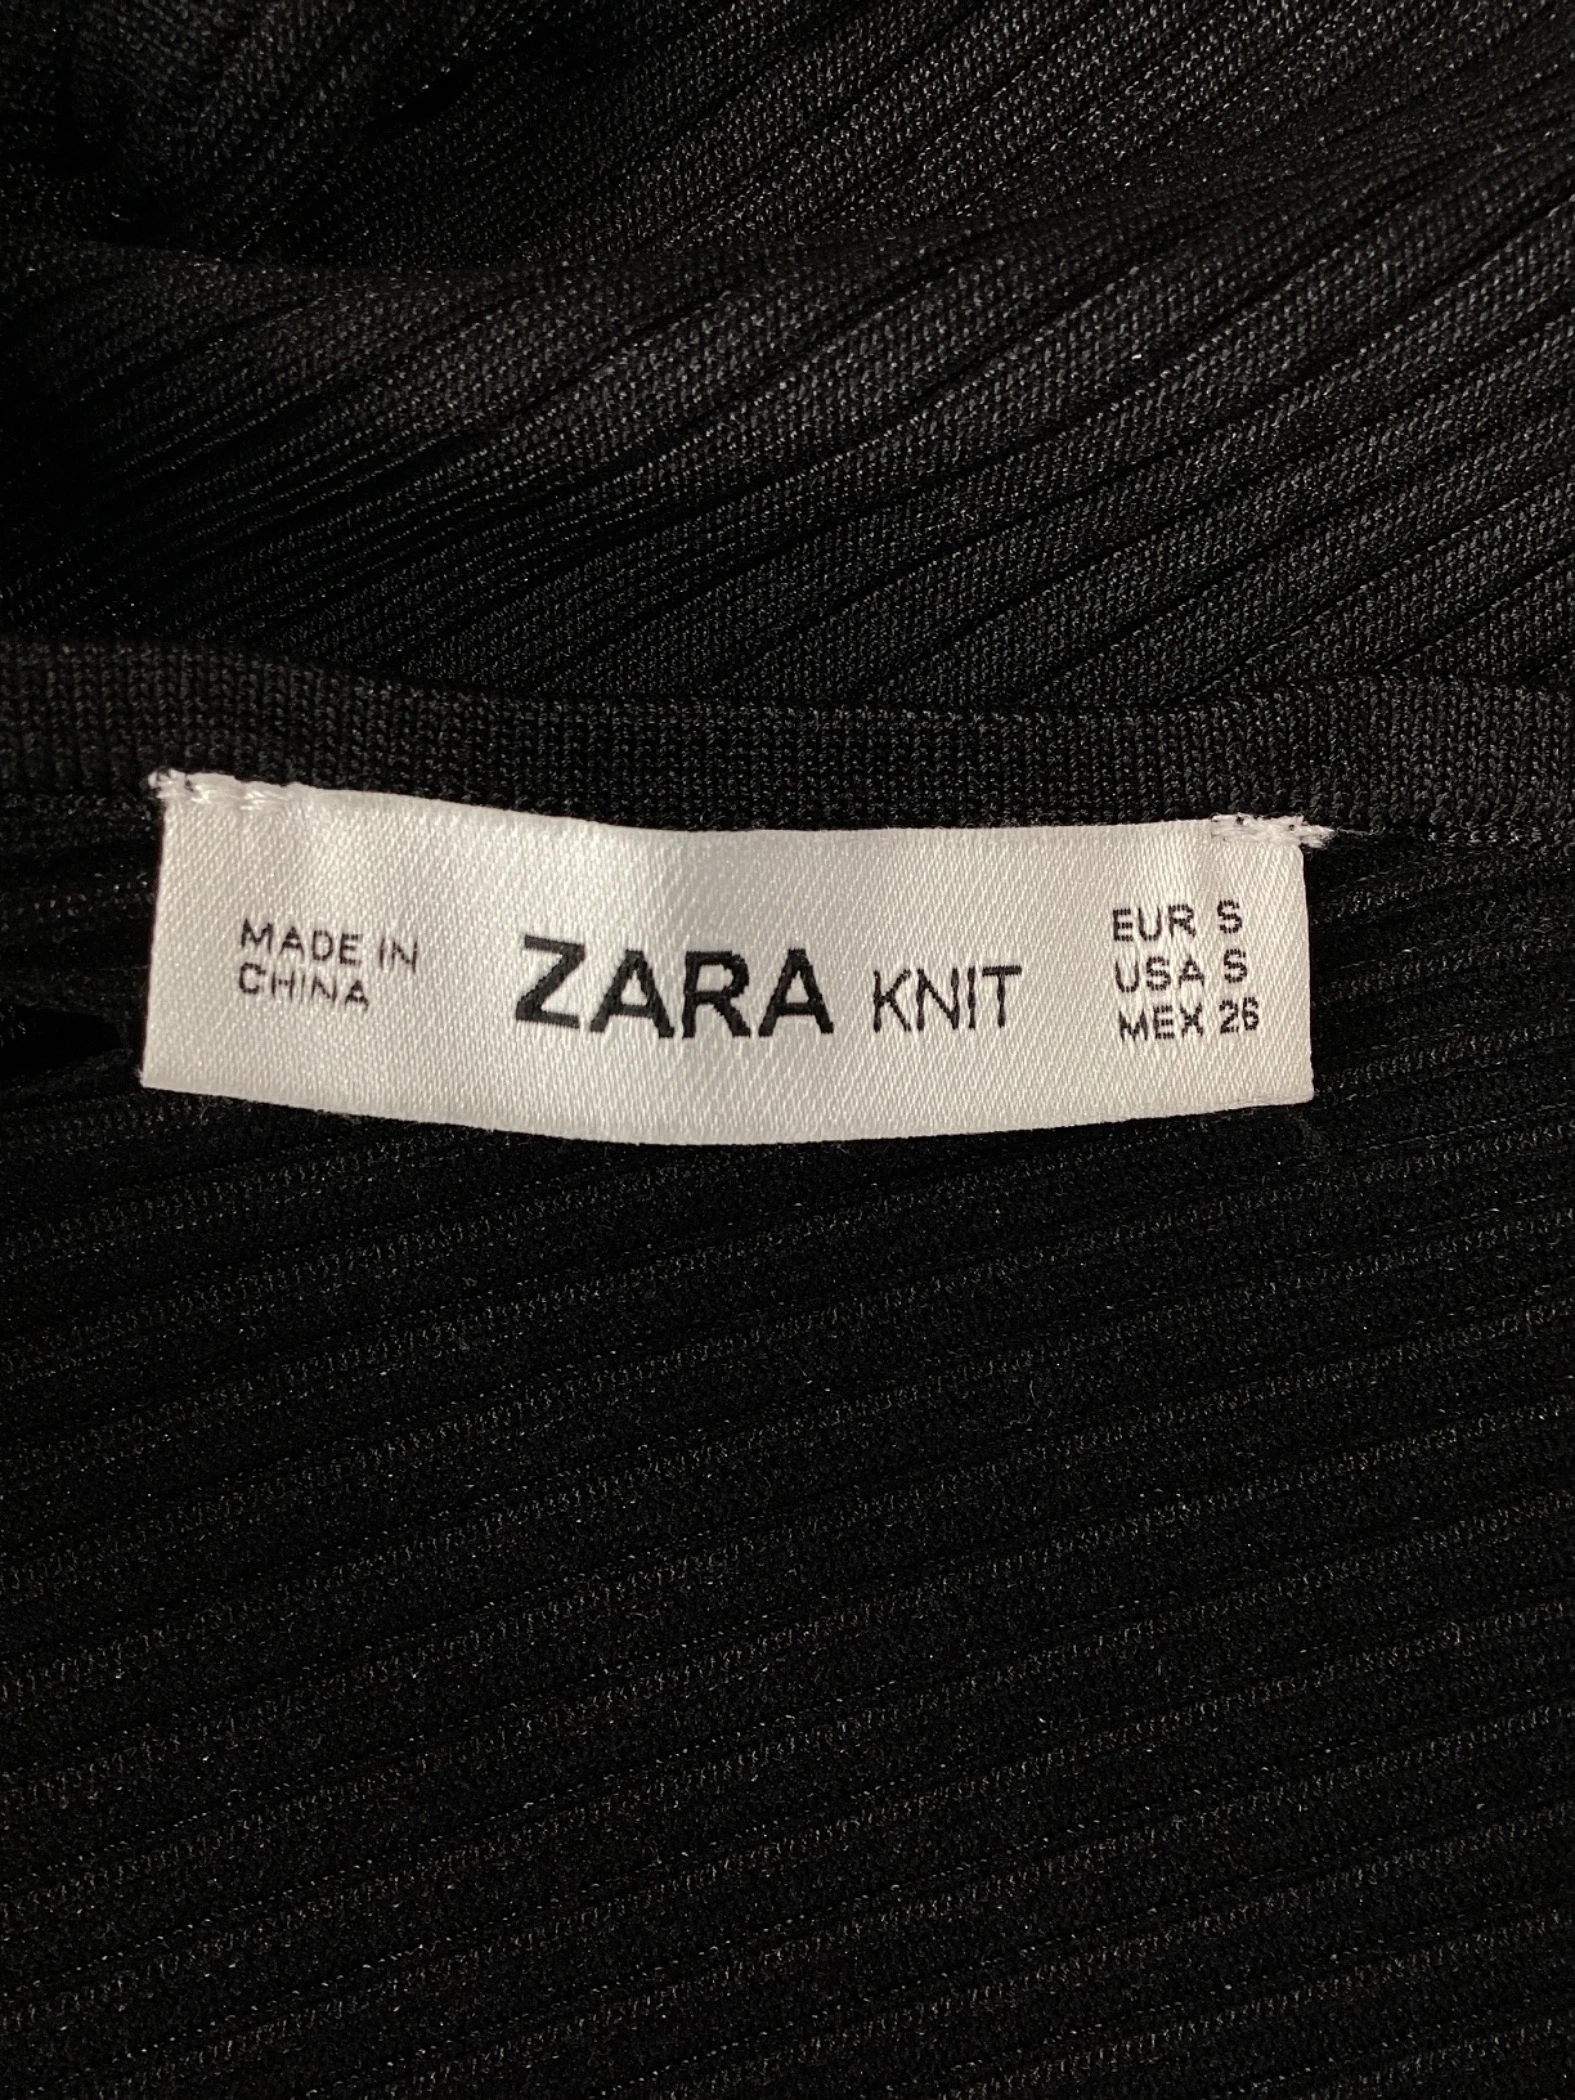 MADE IN
CHINA
ZARA KNIT
EUR S
USA S
MEX 26